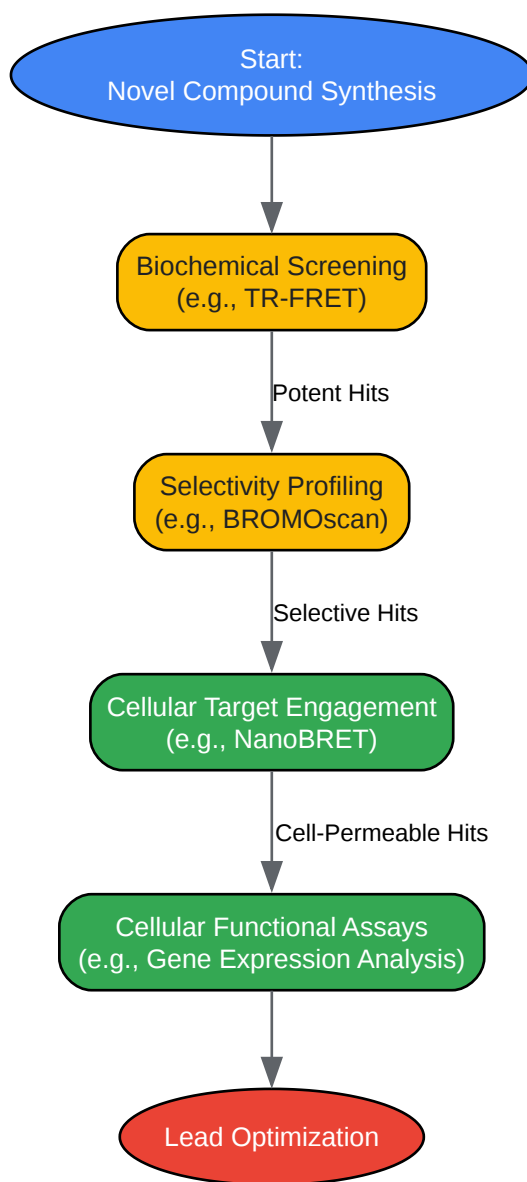 Start:
Novel Compound Synthesis
Biochemical Screening
(e.g., TR-FRET)
Potent Hits
Selectivity Profiling
(e.g., BROMOscan)
Selective Hits
Cellular Target Engagement
(e.g., NanoBRET)
Cell-Permeable Hits
Cellular Functional Assays
(e.g., Gene Expression Analysis)
Lead Optimization